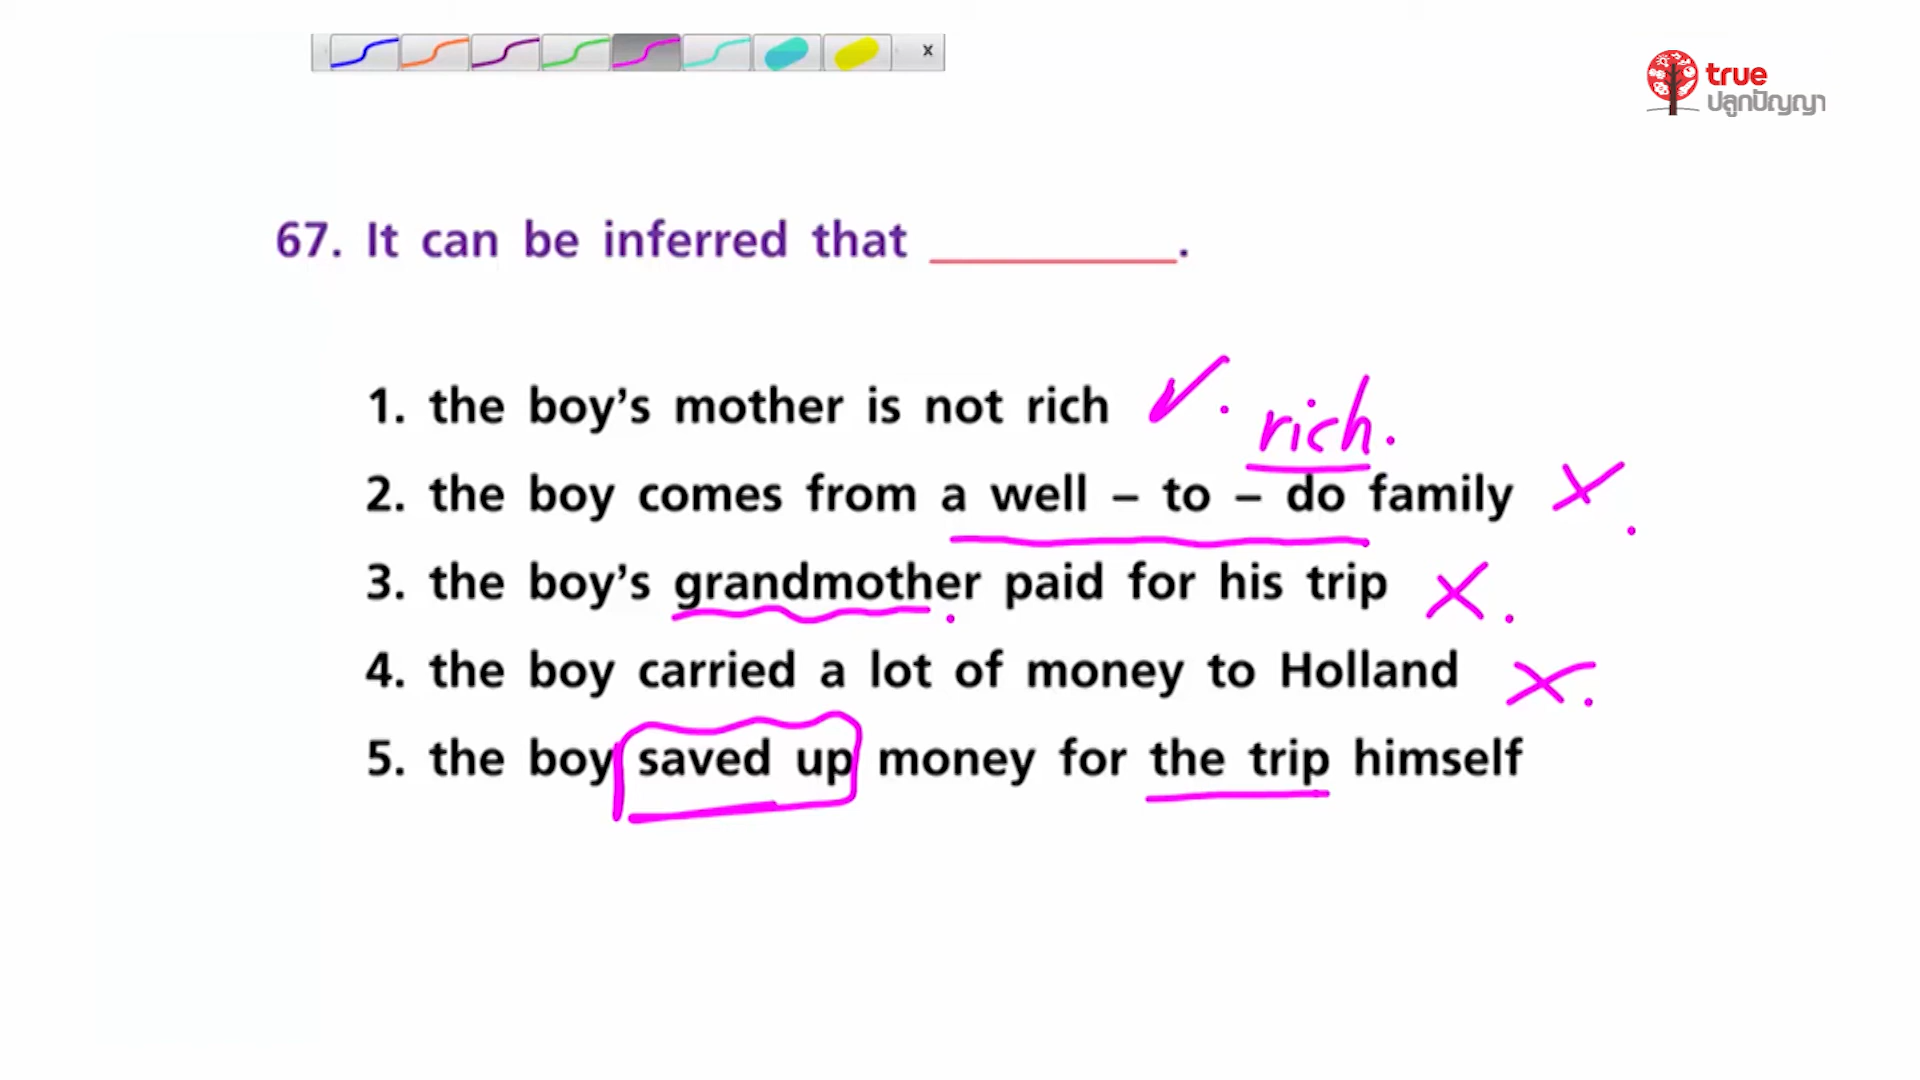 x
true
ปลูกปัญญา
67. It can be inferred that __________.
1. the boy’s mother is not rich
rich.
2. the boy comes from a well – to – do family
3. the boy’s grandmother paid for his trip
4. the boy carried a lot of money to Holland
5. the boy saved up money for the trip himself